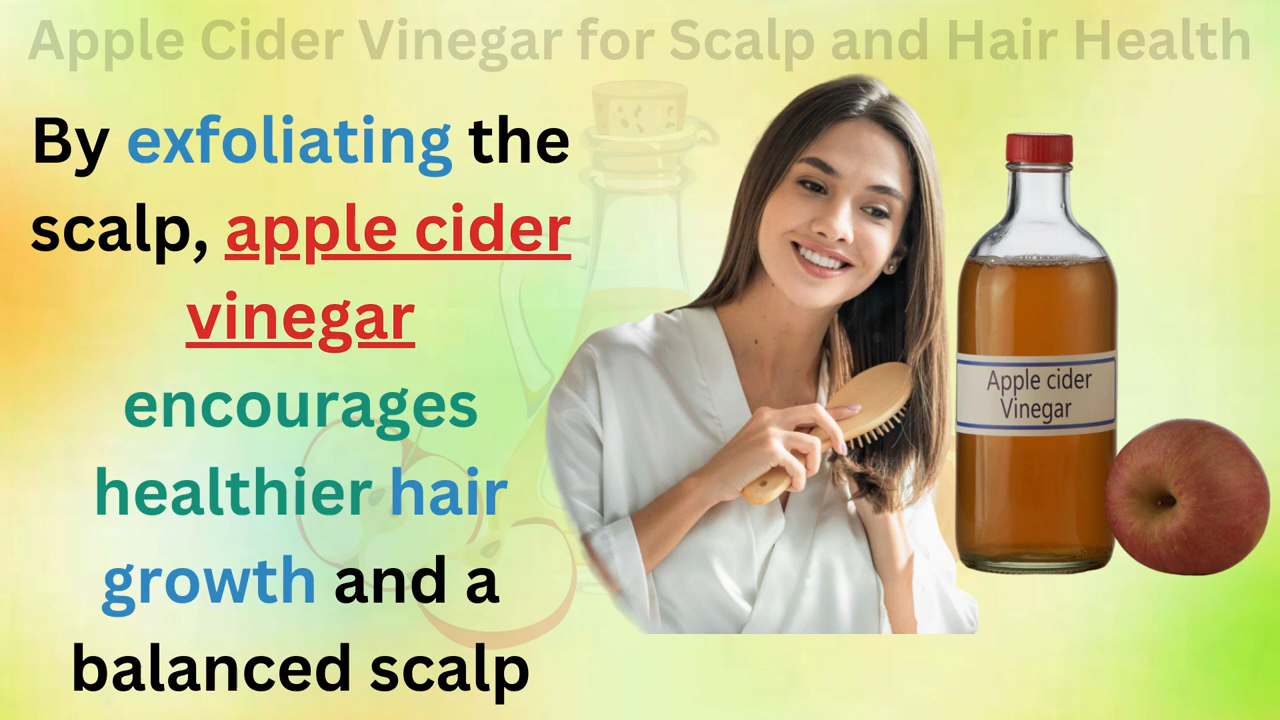 Apple Cider Vinegar for Scalp and Hair Health
By exfoliating the
scalp, apple cider
vinegar
encourages
healthier hair
growth and a
balanced scalp
Apple cider
Vinegar